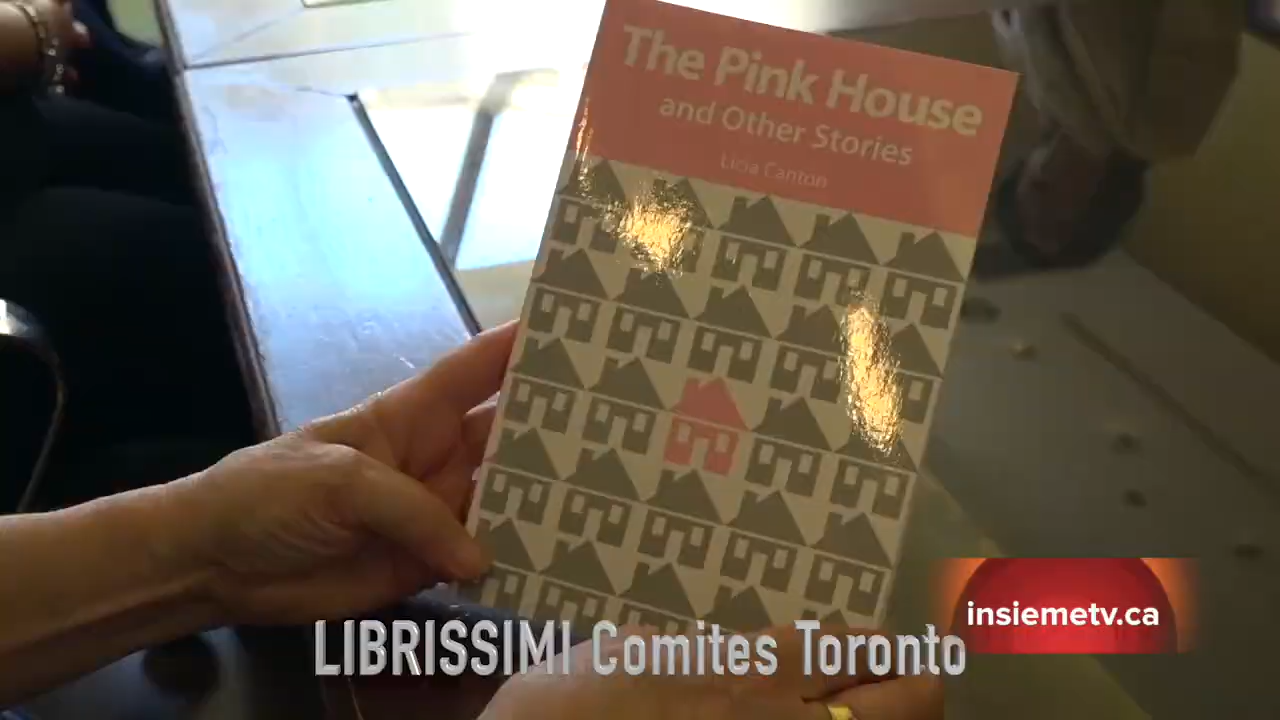 The Pink House
and Other Stories
Licia Canton
insiemetv.ca
LIBRISSIMI Comites Toronto